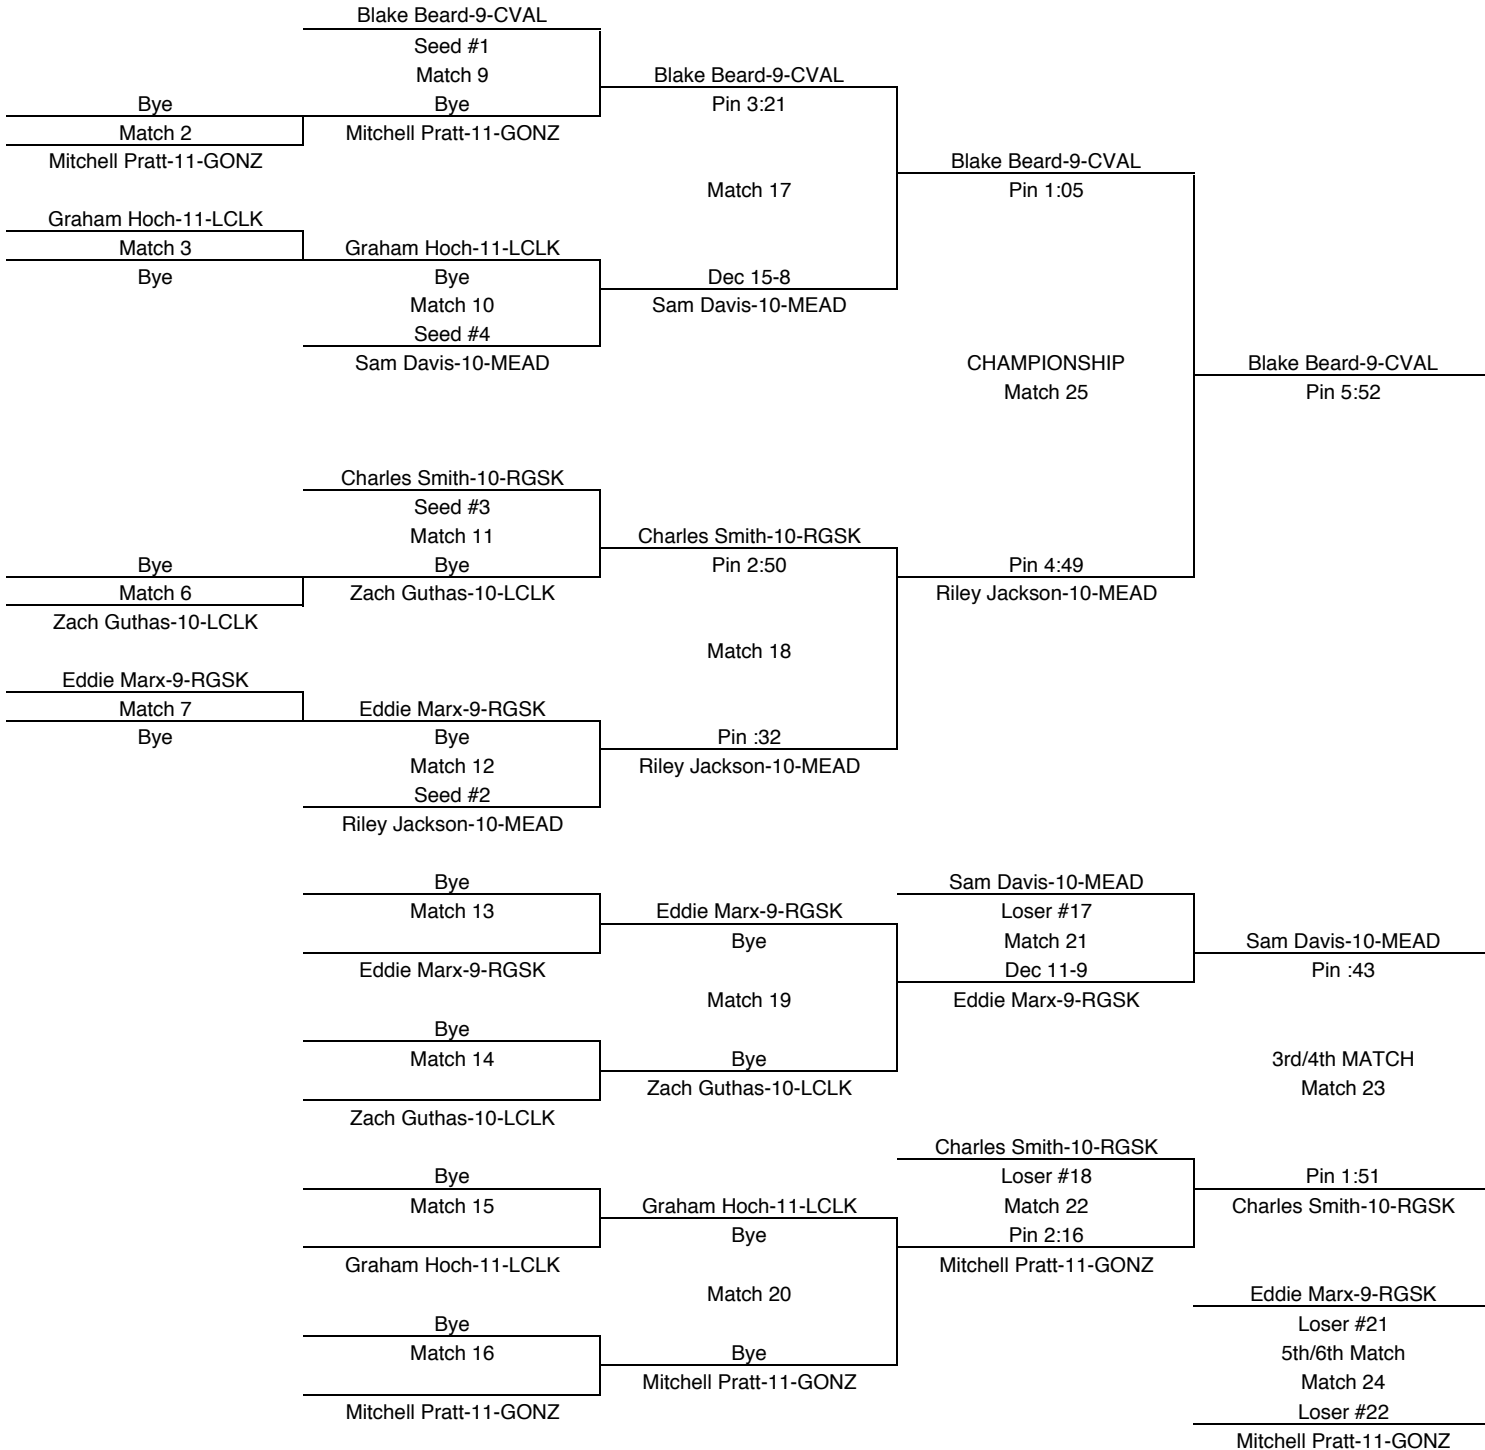 Blake Beard-9-CVAL
Seed #1
Match 9
Blake Beard-9-CVAL
Bye
Bye
Pin 3:21
Match 2
Mitchell Pratt-11-GONZ
Mitchell Pratt-11-GONZ
Blake Beard-9-CVAL
Match 17
Pin 1:05
Graham Hoch-11-LCLK
Match 3
Graham Hoch-11-LCLK
Bye
Bye
Dec 15-8
Match 10
Sam Davis-10-MEAD
Seed #4
Sam Davis-10-MEAD
CHAMPIONSHIP
Blake Beard-9-CVAL
Match 25
Pin 5:52
Charles Smith-10-RGSK
Seed #3
Match 11
Charles Smith-10-RGSK
Bye
Bye
Pin 2:50
Pin 4:49
Match 6
Zach Guthas-10-LCLK
Riley Jackson-10-MEAD
Zach Guthas-10-LCLK
Match 18
Eddie Marx-9-RGSK
Match 7
Eddie Marx-9-RGSK
Bye
Bye
Pin :32
Match 12
Riley Jackson-10-MEAD
Seed #2
Riley Jackson-10-MEAD
Bye
Sam Davis-10-MEAD
Match 13
Eddie Marx-9-RGSK
Loser #17
Bye
Match 21
Sam Davis-10-MEAD
Eddie Marx-9-RGSK
Dec 11-9
Pin :43
Match 19
Eddie Marx-9-RGSK
Bye
Match 14
Bye
3rd/4th MATCH
Zach Guthas-10-LCLK
Match 23
Zach Guthas-10-LCLK
Charles Smith-10-RGSK
Bye
Loser #18
Pin 1:51
Match 15
Graham Hoch-11-LCLK
Match 22
Charles Smith-10-RGSK
Bye
Pin 2:16
Graham Hoch-11-LCLK
Mitchell Pratt-11-GONZ
Match 20
Eddie Marx-9-RGSK
Bye
Loser #21
Match 16
Bye
5th/6th Match
Mitchell Pratt-11-GONZ
Match 24
Mitchell Pratt-11-GONZ
Loser #22
Mitchell Pratt-11-GONZ